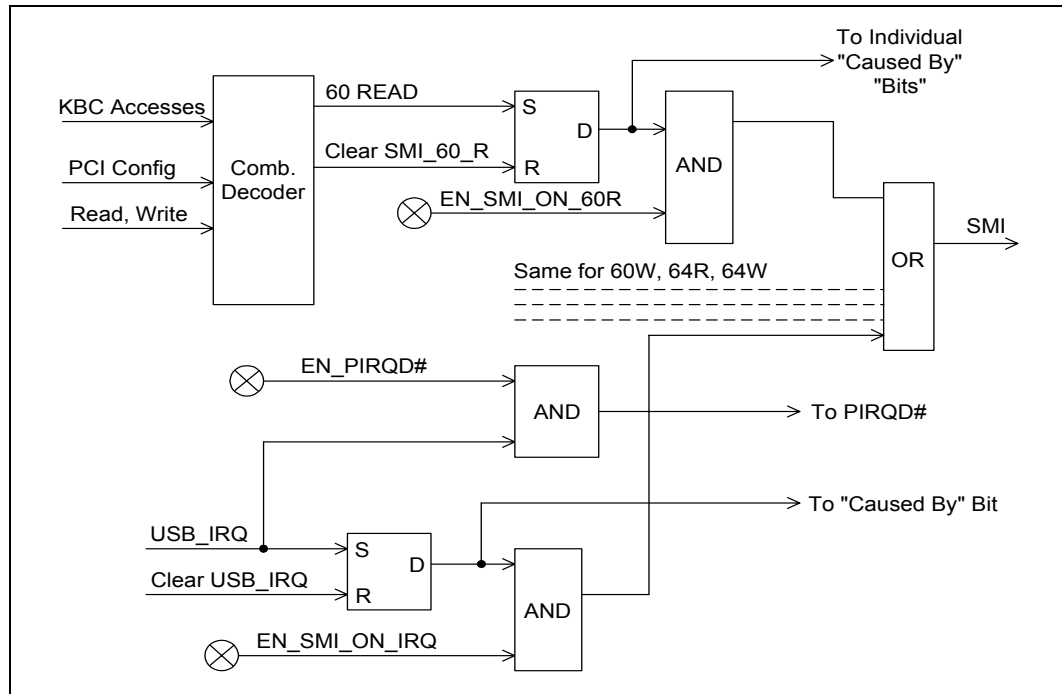 To Individual
"Caused By"
"Bits"
KBC Accesses
60 READ
S
D
AND
PCI Config
Comb.
Decoder
Clear SMI_60_R
R
Read, Write
EN_SMI_ON_60R
SMI
OR
Same for 60W, 64R, 64W
EN_PIRQD#
AND
To PIRQD#
To "Caused By" Bit
USB_IRQ
S
D
Clear USB_IRQ
R
AND
EN_SMI_ON_IRQ